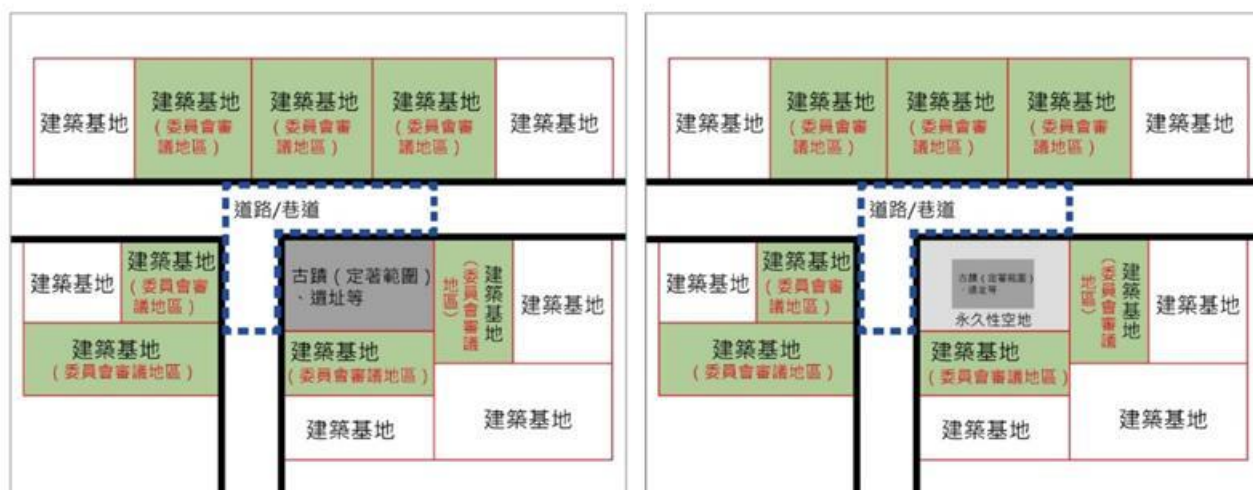 建築基地
建築基地
（委員會審
議地區）
建築基地
（委員會審
議地區）
建築基地
（委員會審
議地區）
建築基地
道路/巷道
建築基地
建築基地
（委員會審
議地區）
古蹟（定著範圍）
、遺址等
建築基地
（委員會審議
地區）
建築基地
建築基地
（委員會審議地區）
建築基地
（委員會審議地區）
建築基地
建築基地
建築基地
建築基地
（委員會審
議地區）
建築基地
（委員會審
議地區）
建築基地
（委員會審
議地區）
建築基地
道路/巷道
建築基地
建築基地
（委員會審
議地區）
古蹟（定著範圍）
、遺址等
永久性空地
建築基地
（委員會審議
地區）
建築基地
建築基地
（委員會審議地區）
建築基地
（委員會審議地區）
建築基地
建築基地